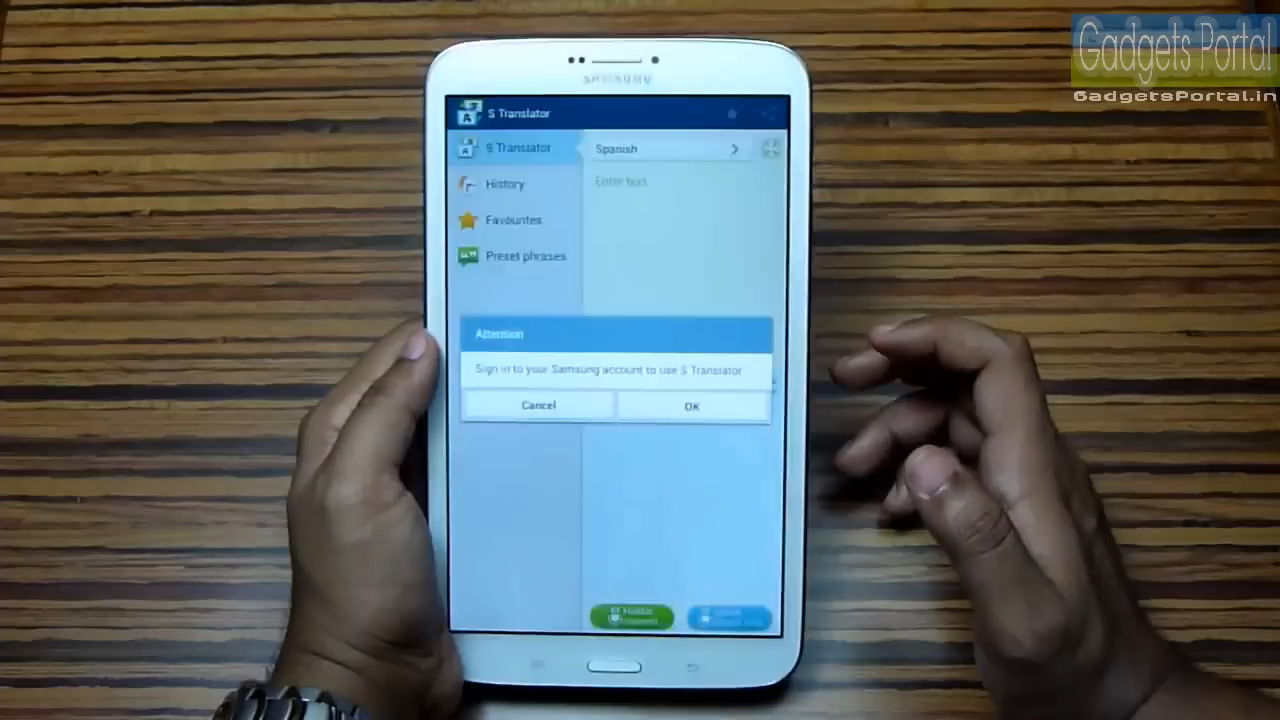 Gadgets Portal
GadgetsPortal.in
SAMSUNG
S Translator
S Translator
Spanish
Enter text
History
Favourites
Preset phrases
Attention
Sign in to your Samsung account to use S Translator
Cancel
OK